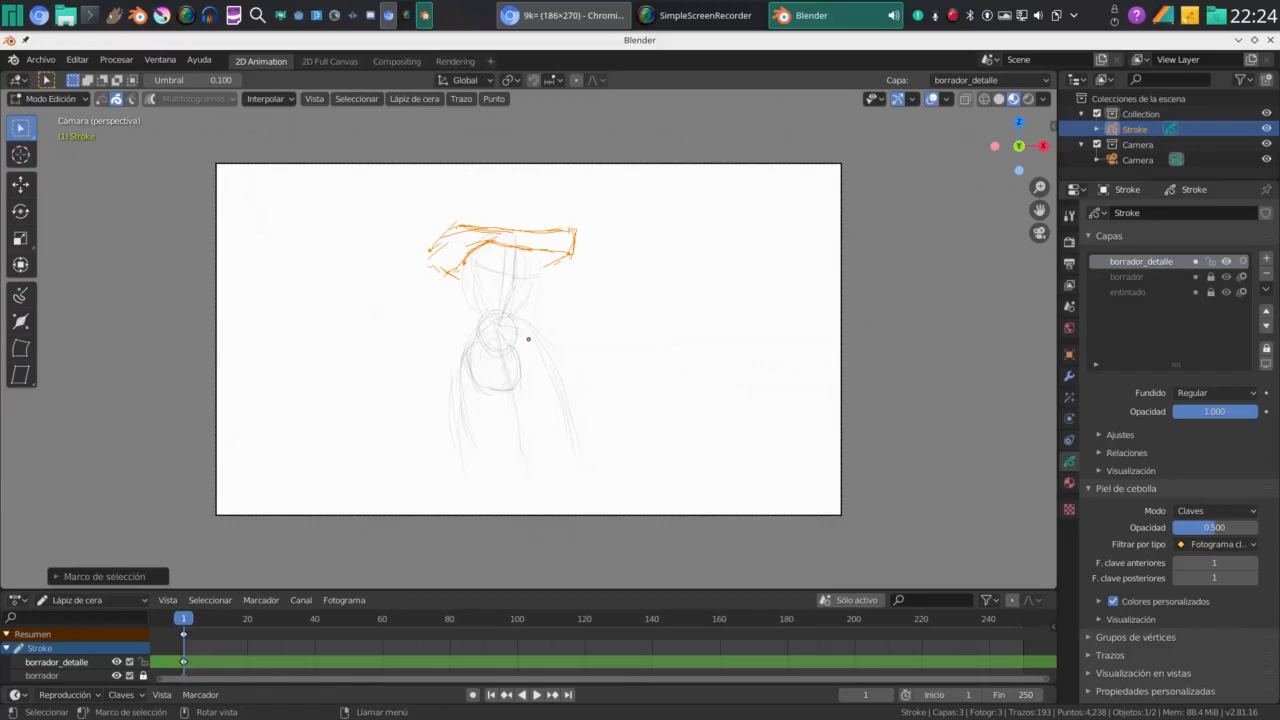 9k= (186×270) - Chromi...
SimpleScreenRecorder
Blender
22:24
Blender
Archivo Editar Procesar Ventana Ayuda
2D Animation 2D Full Canvas Compositing Rendering +
Scene
View Layer
Umbral 0.100
Global
Capa: borrador_detalle
Modo Edición
Multifotogramas
Interpolar
Vista Seleccionar Lápiz de cera Trazo Punto
Cámara (perspectiva)
(1) Stroke
Z
Y
X
Colecciones de la escena
Collection
Stroke
Camera
Camera
Stroke Stroke
Stroke
Capas
borrador_detalle
borrador
entintado
Fundido Regular
Opacidad 1.000
Ajustes
Relaciones
Visualización
Piel de cebolla
Modo Claves
Opacidad 0.500
Filtrar por tipo Fotograma cl...
F. clave anteriores 1
F. clave posteriores 1
Colores personalizados
Visualización
Grupos de vértices
Trazos
Visualización en vistas
Propiedades personalizadas
Marco de selección
Lápiz de cera
Vista Seleccionar Marcador Canal Fotograma
Sólo activo
1 20 40 60 80 100 120 140 160 180 200 220 240
Resumen
Stroke
borrador_detalle
borrador
Reproducción Claves Vista Marcador
1
Inicio 1
Fin 250
Seleccionar Marco de selección Rotar vista Llamar menú
Stroke | Capas:3 | Fotogr:3 | Trazos:193 | Puntos:4,238 | Objetos:1/2 | Mem: 88.4 MiB | v2.81.16